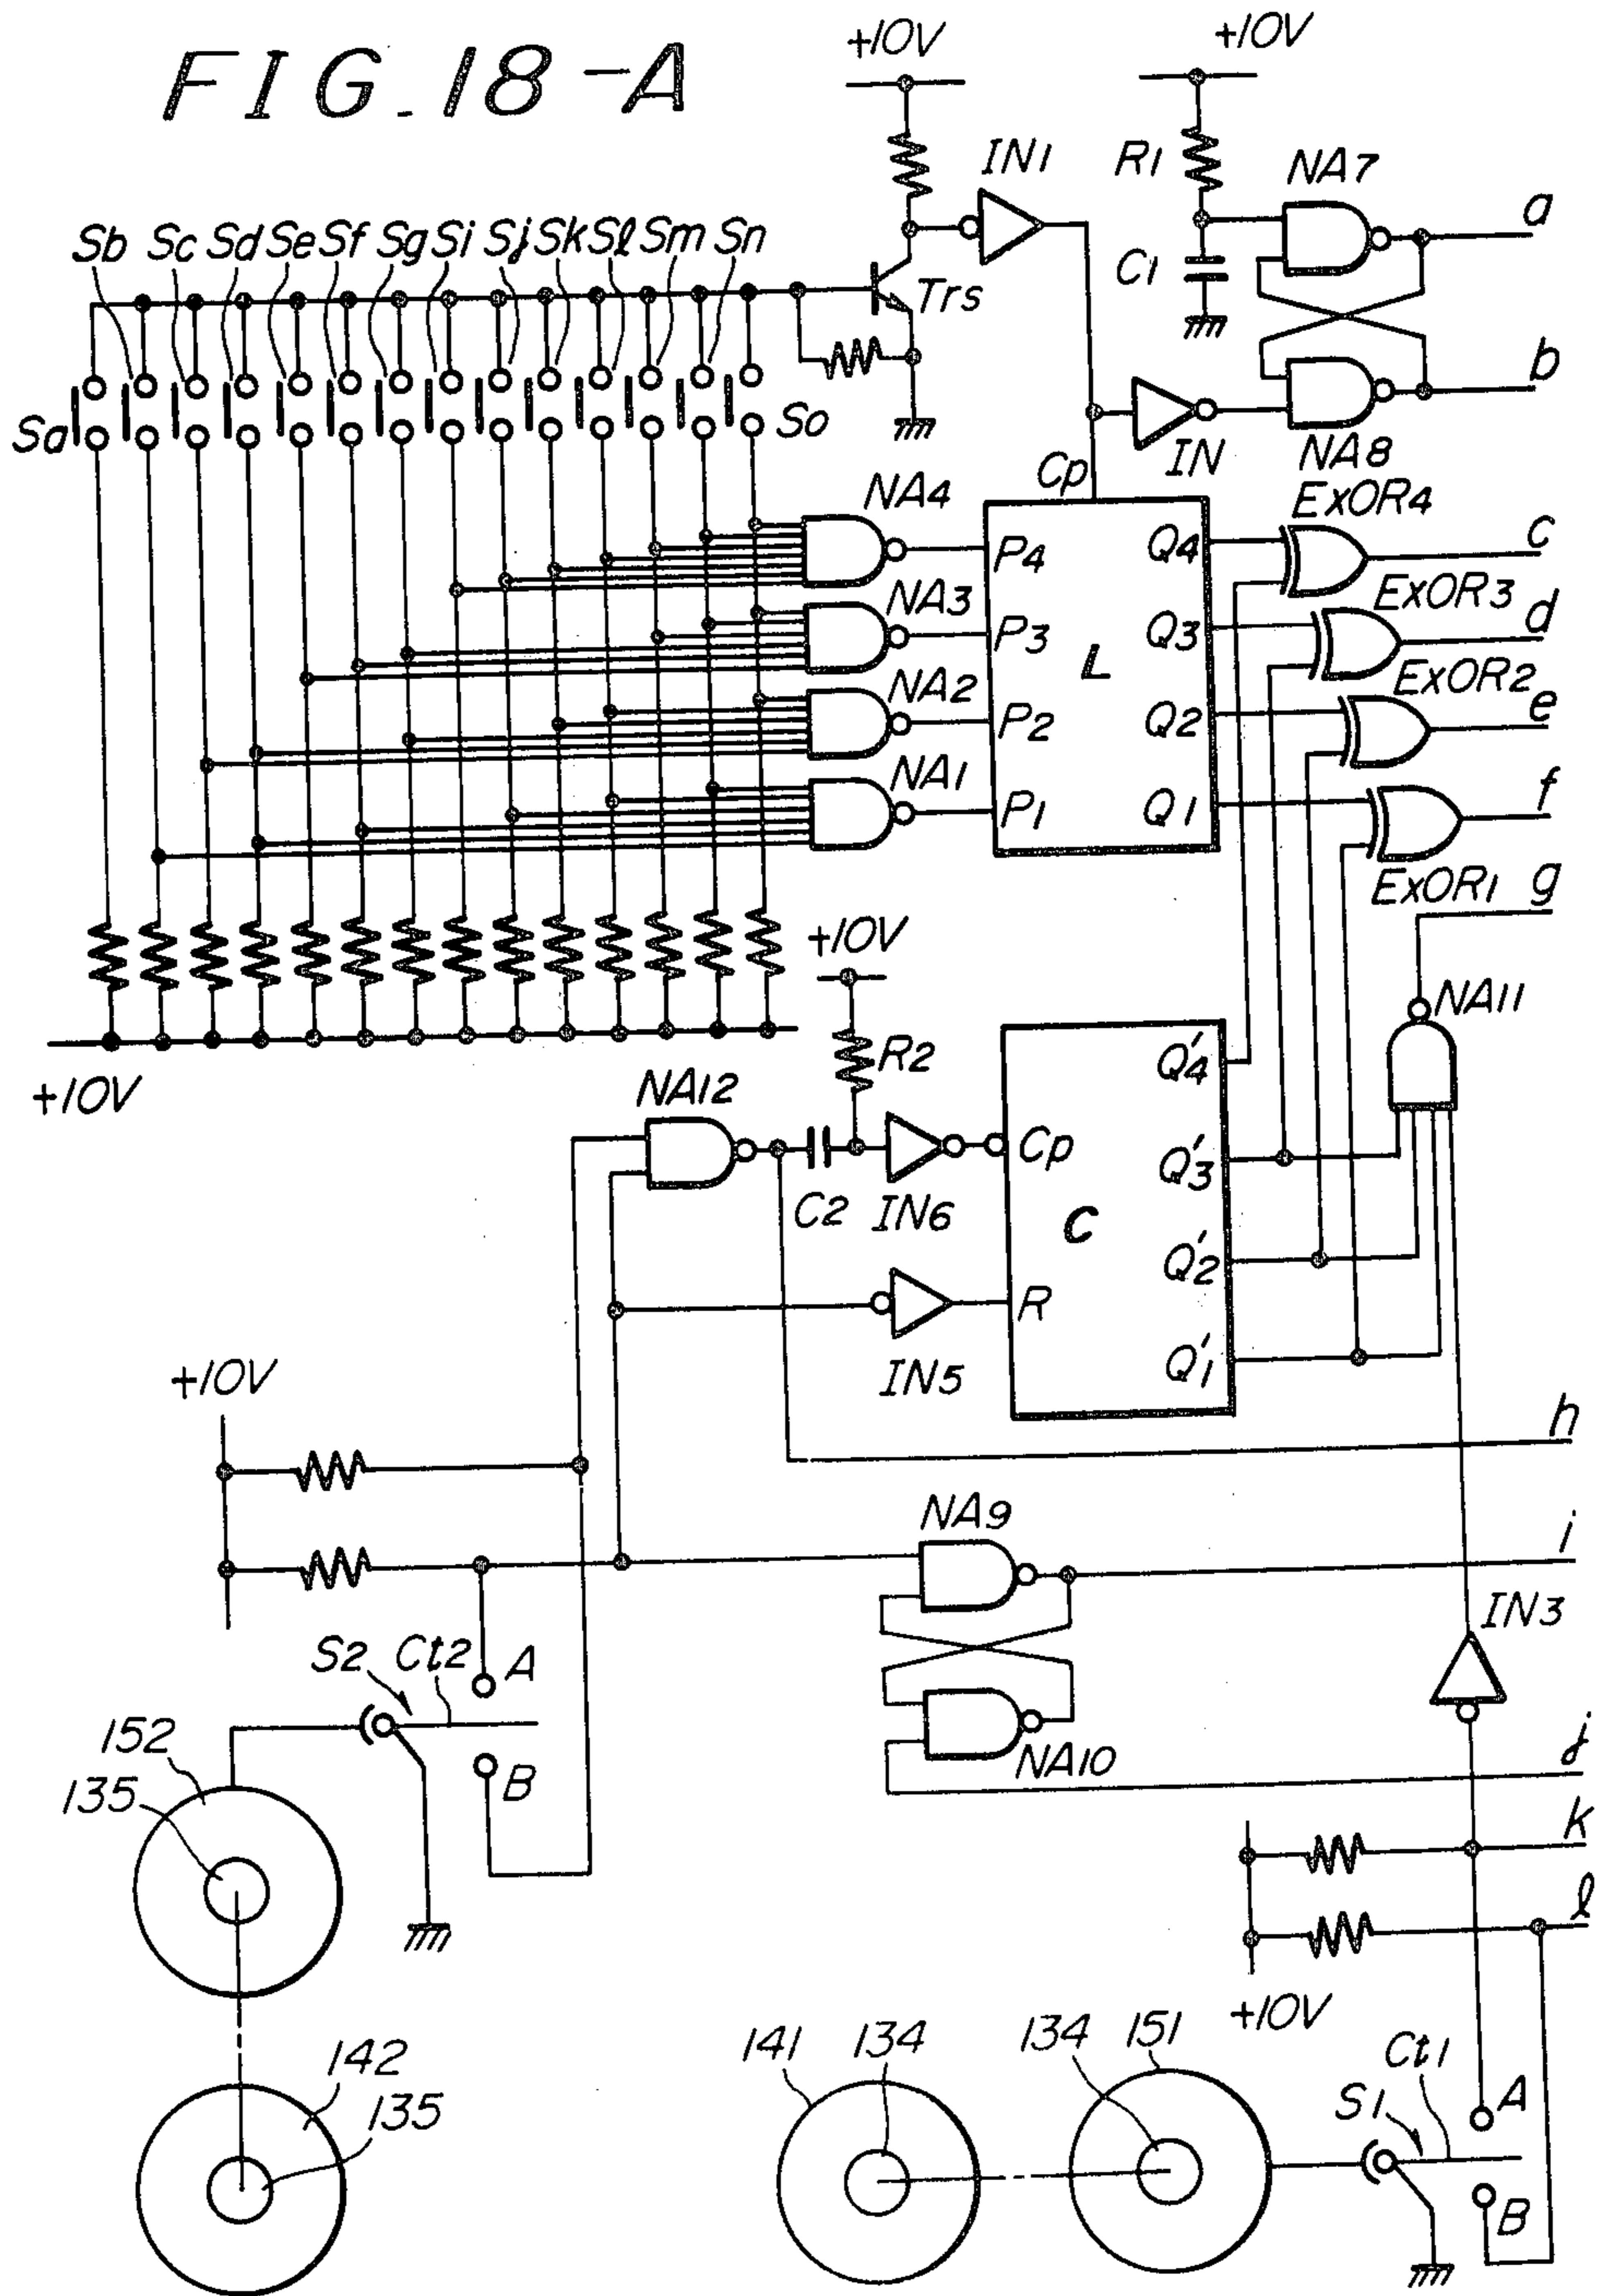 FIG. 18-A
+10V
+10V
IN1
R1
NA7
a
Sb Sc Sd Se Sf Sg Si Sj Sk Sl Sm Sn
C1
Trs
b
Sa
So
Cp
IN
NA8
NA4
ExOR4
c
P4
Q4
NA3
ExOR3
d
P3
Q3
L
NA2
ExOR2
e
P2
Q2
NA1
f
P1
Q1
ExOR1
g
+10V
NA11
R2
Q'4
+10V
NA12
Cp
Q'3
C2
IN6
C
Q'2
R
Q'1
IN5
+10V
h
NA9
i
IN3
S2
Ct2
A
152
NA10
j
135
B
k
l
+10V
142
141
134
134
151
Ct1
135
S1
A
B